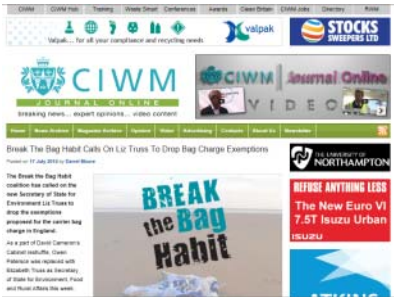 CIWM CIWM Hub Training Waste Smart Conferences Awards Clean Britain CIWM Jobs Directory RWM
Valpak... for all your compliance and recycling needs.
valpak
STOCKS
SWEEPERS LTD
CIWM
JOURNAL ONLINE
breaking news... expert opinions... video content
CIWM Journal Online
VIDEO
Home News Archive Magazine Archive Opinion Video Advertising Contacts About Us Newsletter
Break The Bag Habit Calls On Liz Truss To Drop Bag Charge Exemptions
Posted on 17 July 2012 by
The Break the Bag Habit
coalition has called on the
new Secretary of State for
Environment Liz Truss to
drop the exemptions
proposed for the carrier bag
charge in England.
As a part of David Cameron's
Cabinet reshuffle, Owen
Paterson was replaced with
Elizabeth Truss as Secretary
of State for Environment, Food
and Rural Affairs this week.
BREAK
the Bag
Habit
THE UNIVERSITY OF
NORTHAMPTON
REFUSE ANYTHING LESS
The New Euro VI
7.5T Isuzu Urban
ISUZU
ATKINS